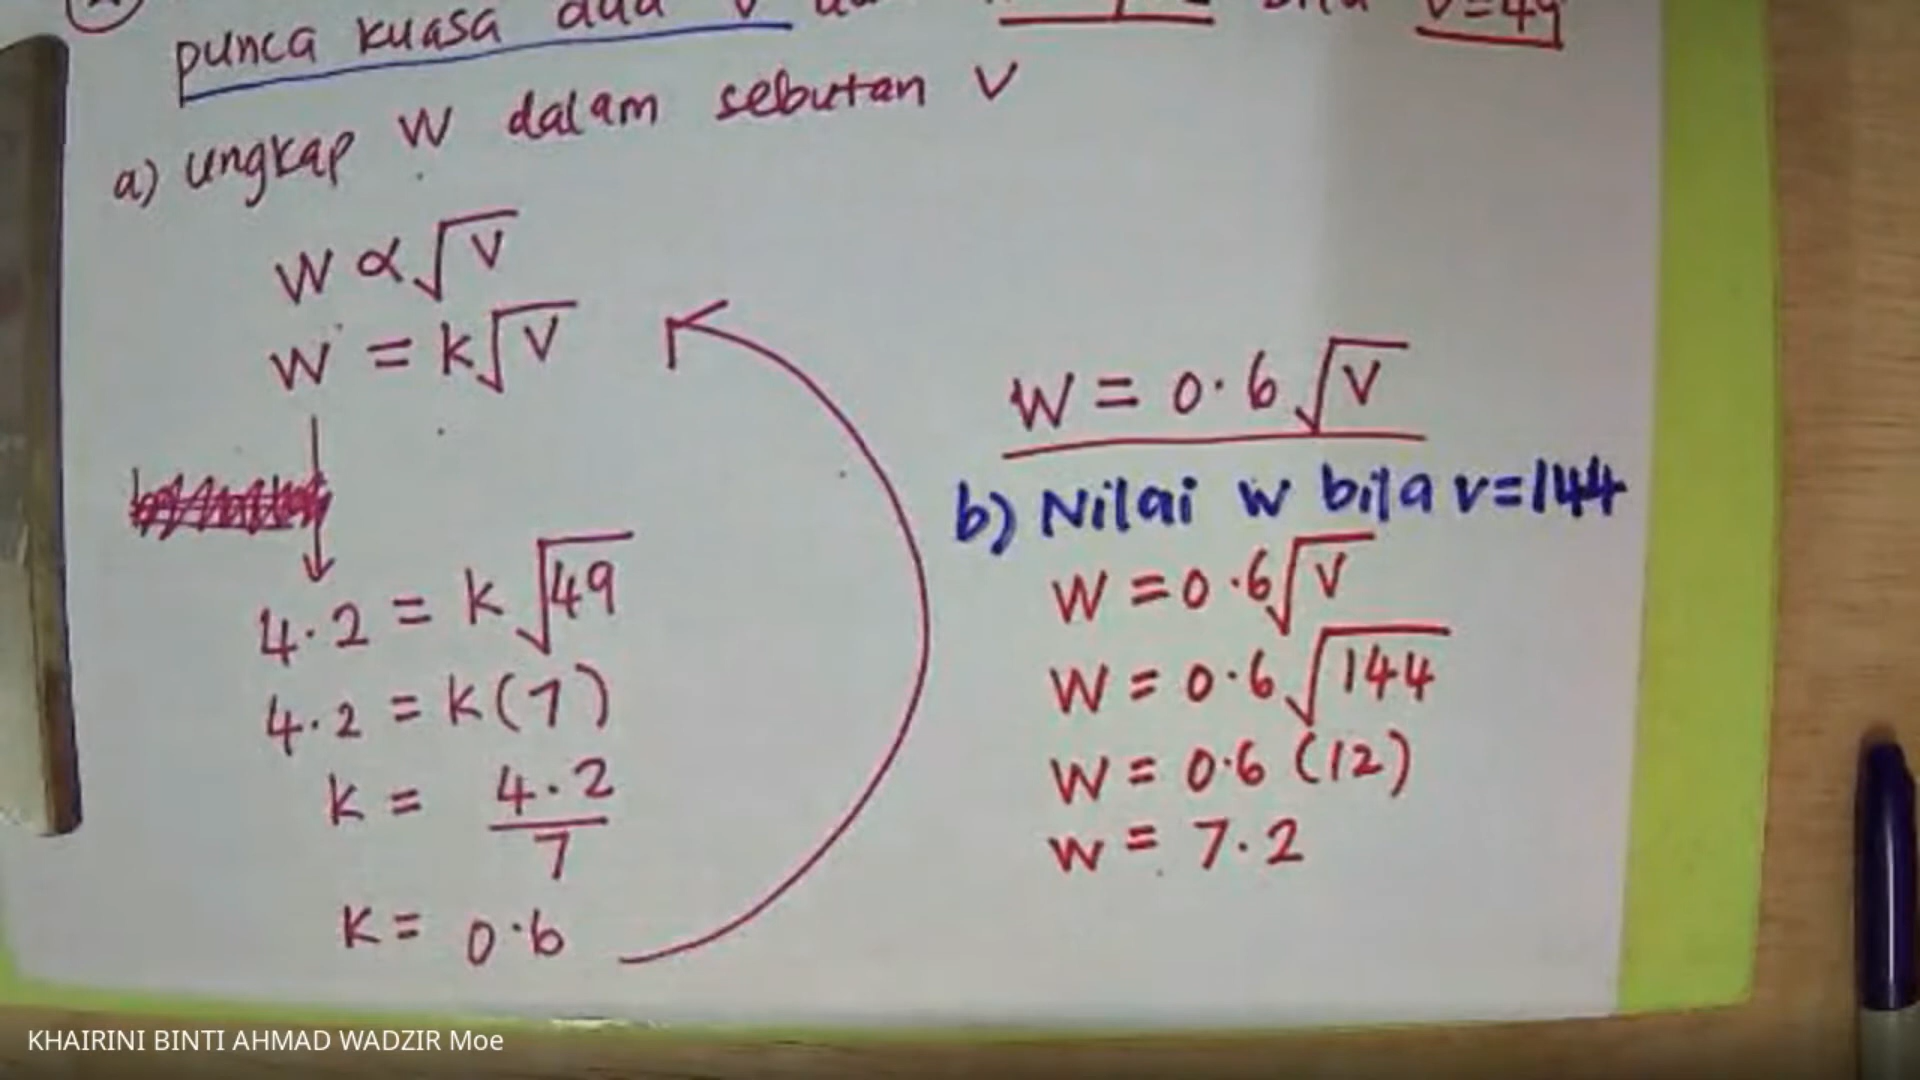 punca kuasa dua V
v=49
a) ungkap W dalam sebutan V
W ∝ √V
W = k√V
4.2 = k√49
4.2 = k(7)
k = 4.2/7
k = 0.6
W = 0.6√V
b) Nilai W bila v=144
W = 0.6√V
W = 0.6√144
W = 0.6 (12)
W = 7.2
KHAIRINI BINTI AHMAD WADZIR Moe